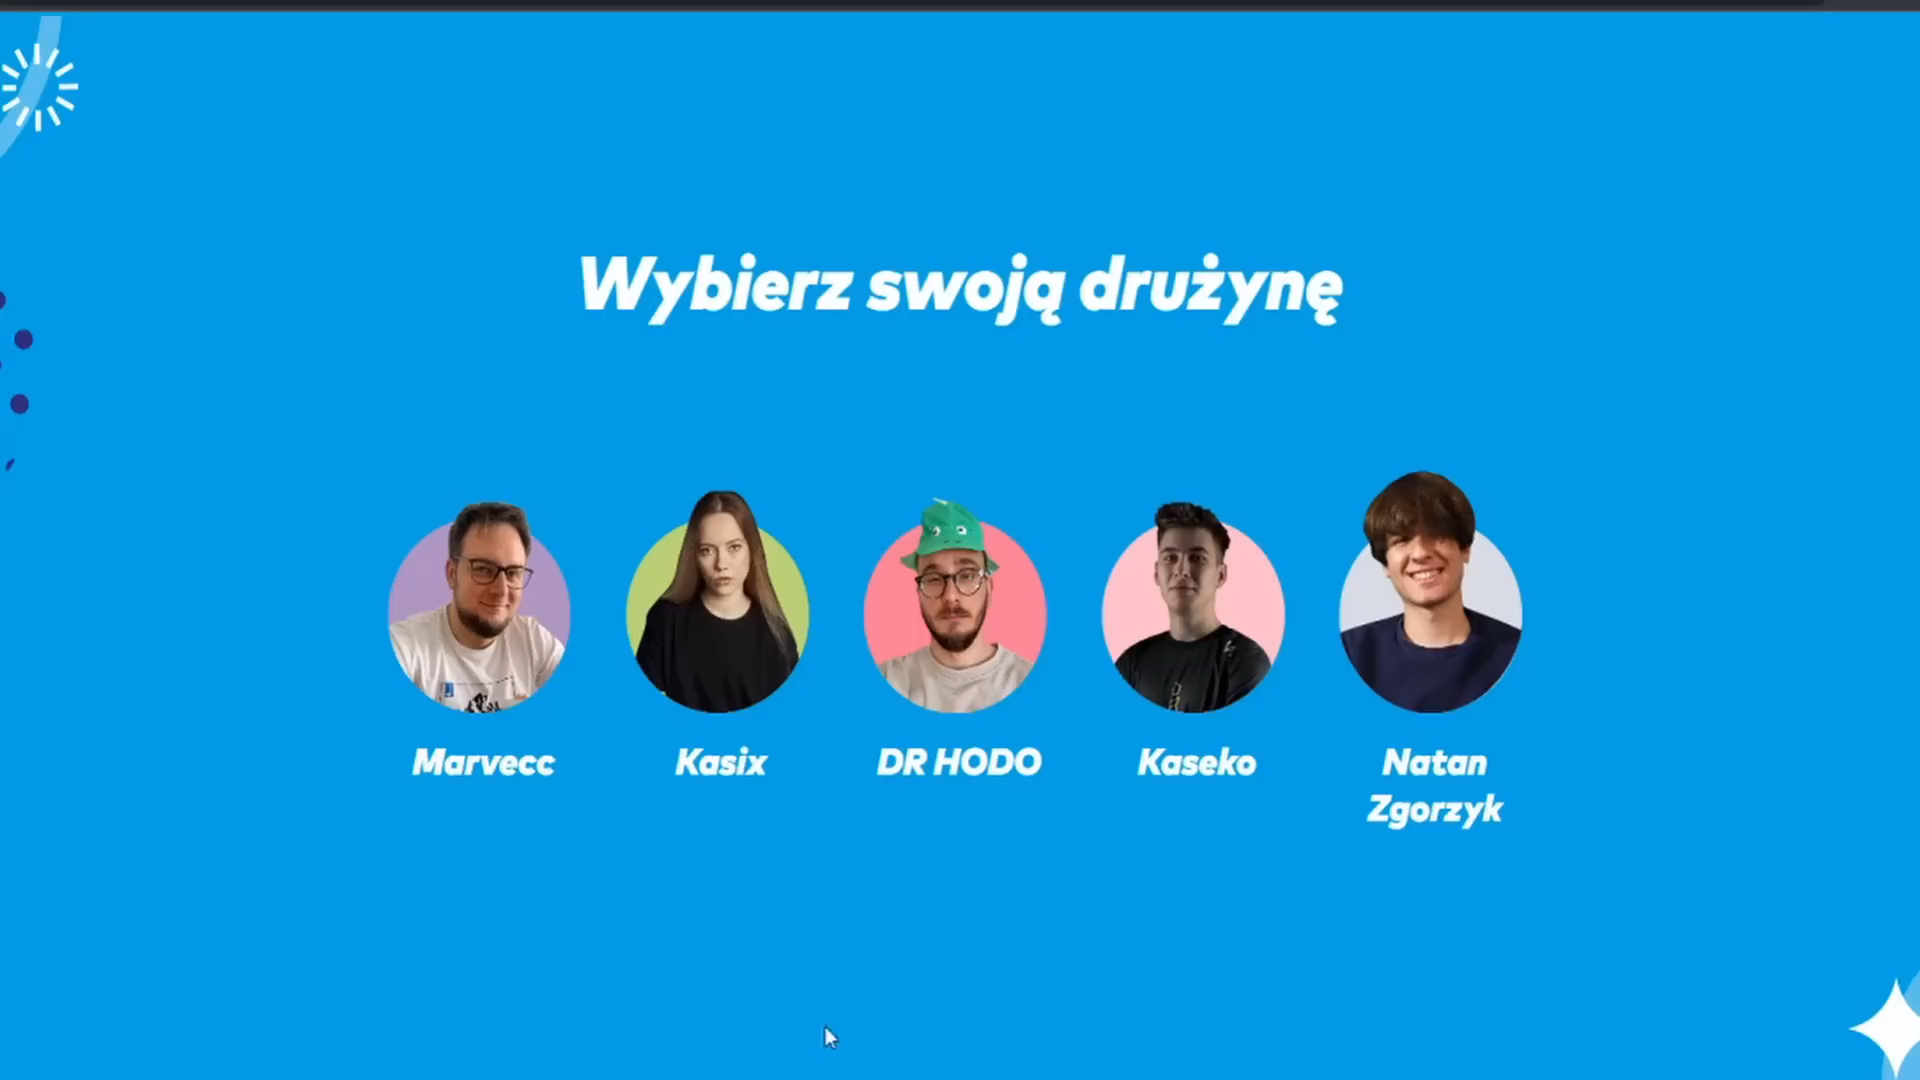 Wybierz swoją drużynę
Marvecc
Kasix
DR HODO
Kaseko
Natan
Zgorzyk